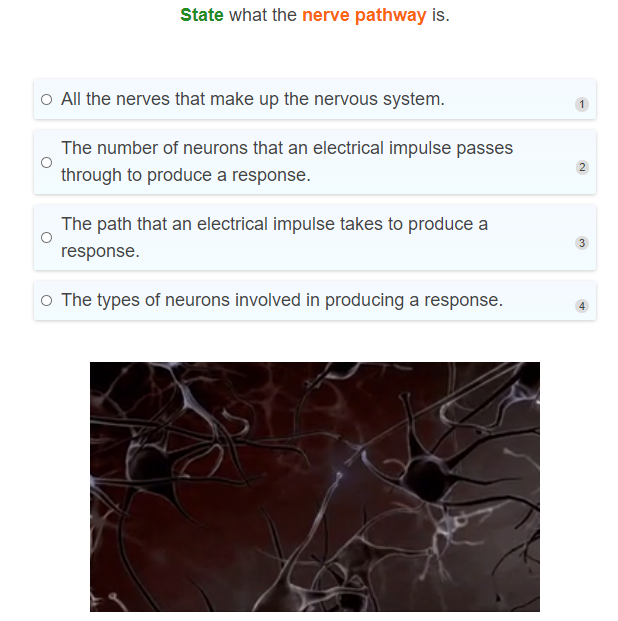 State what the nerve pathway is.
All the nerves that make up the nervous system.
1
The number of neurons that an electrical impulse passes
through to produce a response.
2
The path that an electrical impulse takes to produce a
response.
3
The types of neurons involved in producing a response.
4